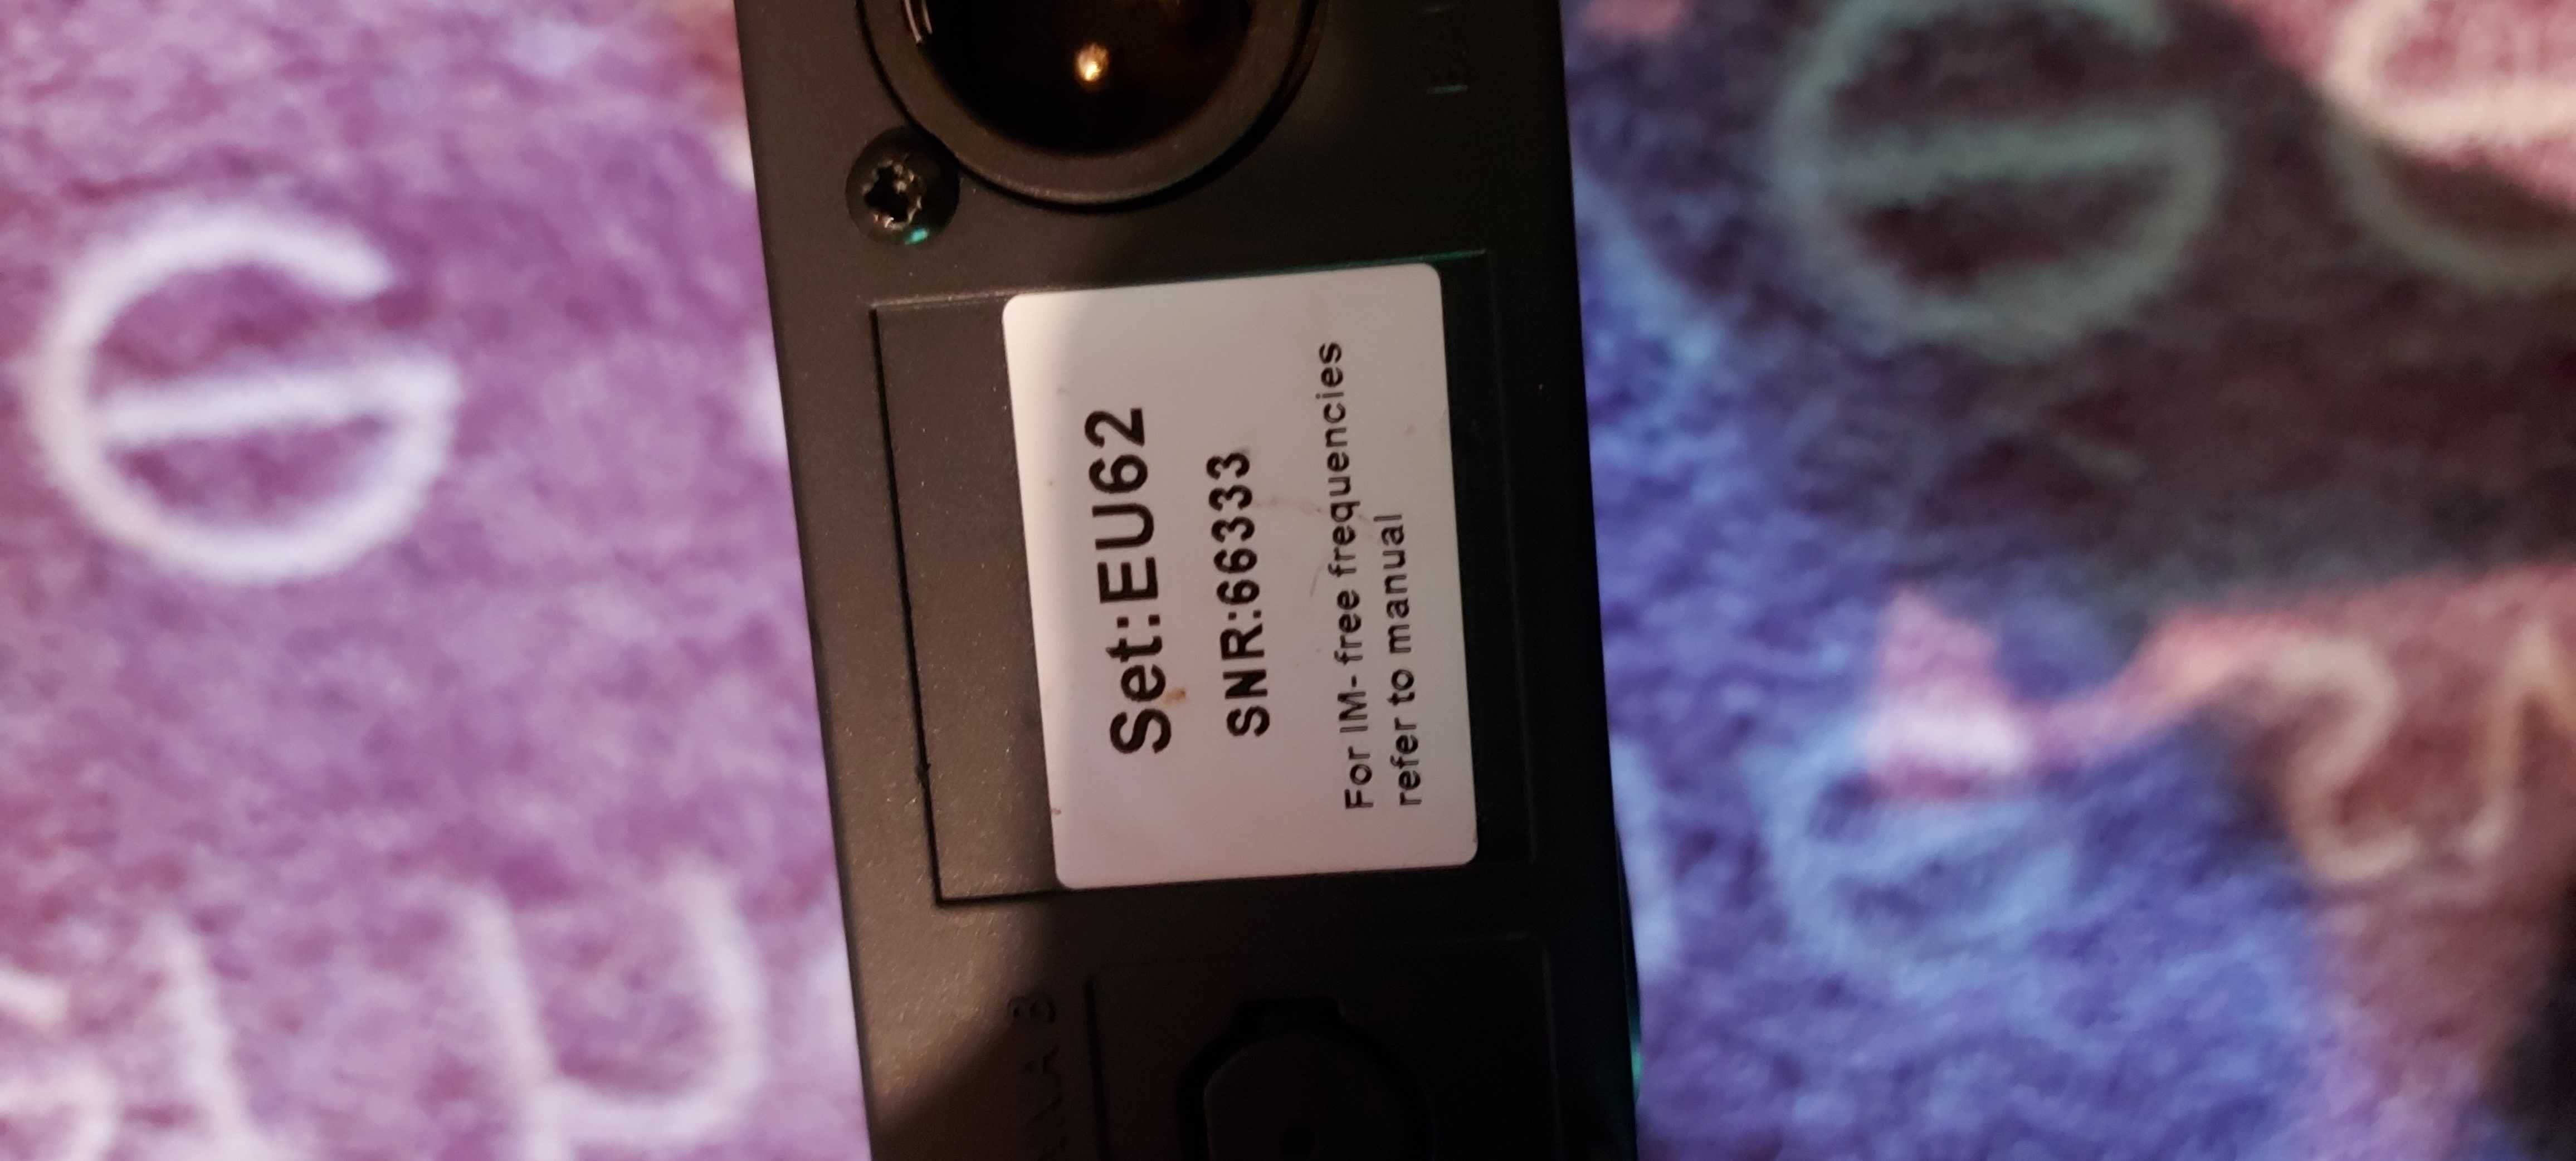 Set:EU62
SNR:66333
For IM- free frequencies
refer to manual